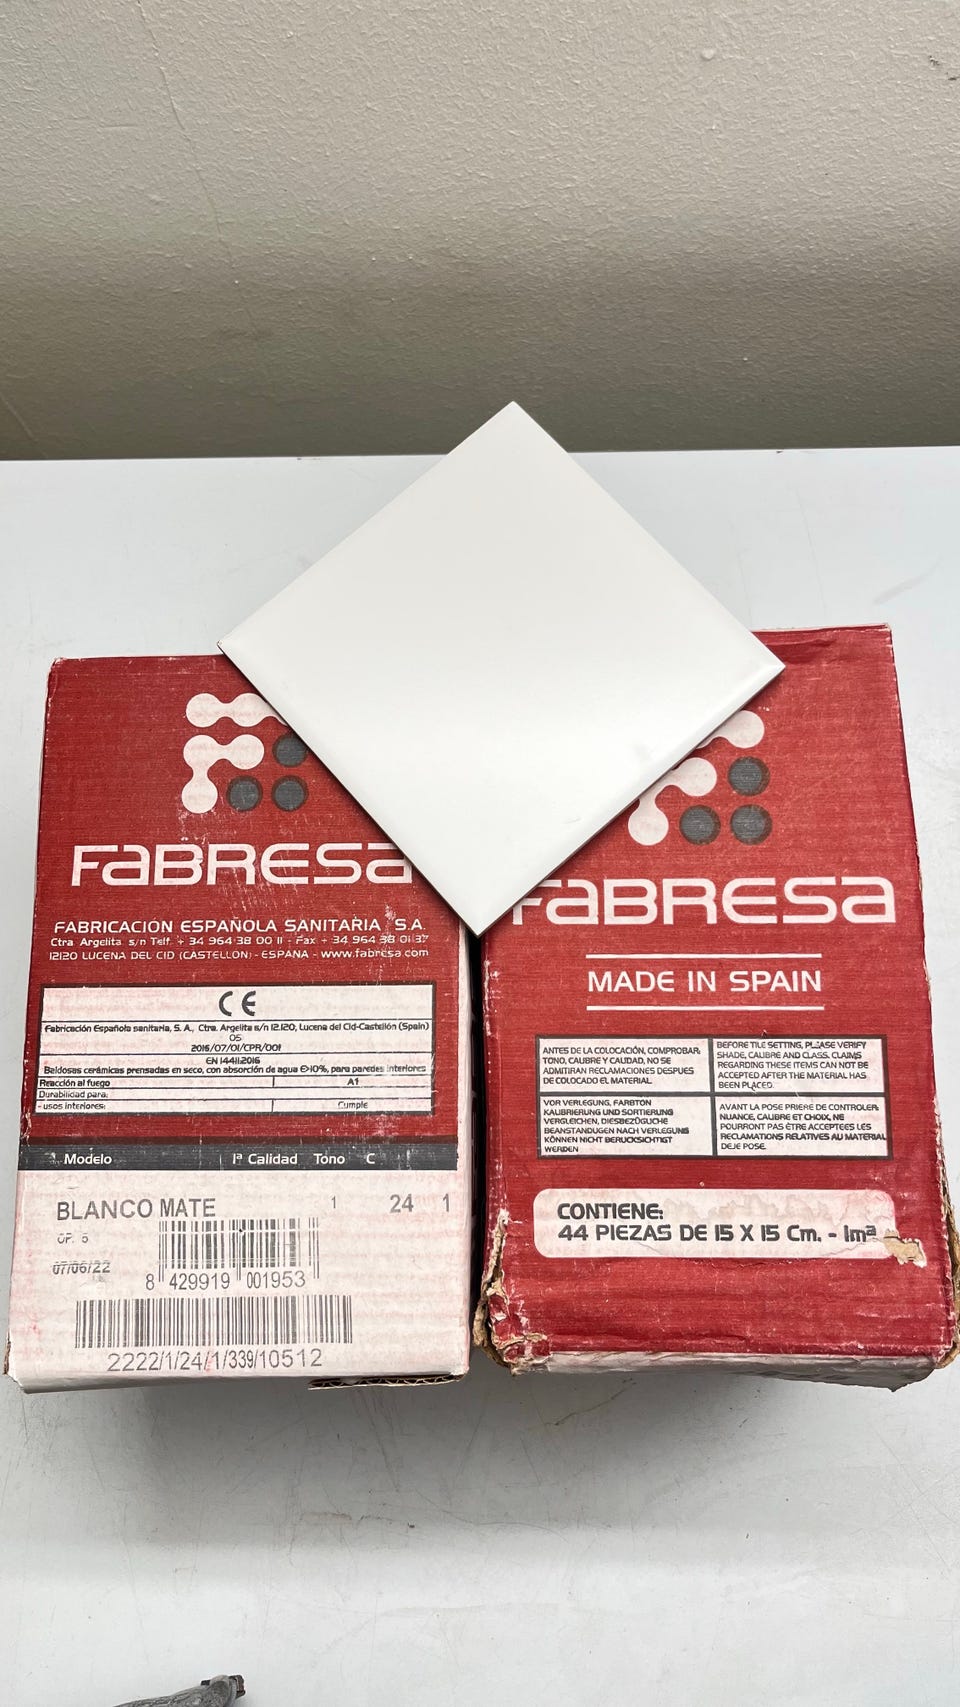 FABRESA
FABRICACIÓN ESPAÑOLA SANITARIA S.A.
Ctra Argelita s/n Telf. + 34 964 38 00 11 - Fax + 34 964 38 01 37
12120 LUCENA DEL CID (CASTELLON) - ESPAÑA - www.fabresa.com
CE
Fabricación Española sanitaria, S. A., Ctra. Argelita s/n 12.120, Lucena del Cid-Castellón (Spain)
05
2016/07/01/CPR/001
EN 14411:2016
Baldosas cerámicas prensadas en seco, con absorción de agua E>10%, para paredes interiores
Reacción al fuego A1
Durabilidad para:
- usos interiores: Cumple
Modelo 1ª Calidad Tono C
BLANCO MATE 1 24 1
OP. 5
07/06/22
8 429919 001953
2222/1/24/1/339/10512
FABRESA
MADE IN SPAIN
ANTES DE LA COLOCACIÓN, COMPROBAR:
TONO, CALIBRE Y CALIDAD, NO SE
ADMITIRAN RECLAMACIONES DESPUES
DE COLOCADO EL MATERIAL.
BEFORE TILE SETTING, PLEASE VERIFY
SHADE, CALIBRE AND CLASS. CLAIMS
REGARDING THESE ITEMS CAN NOT BE
ACCEPTED AFTER THE MATERIAL HAS
BEEN PLACED.
VOR VERLEGUNG, FARBTON
KALIBRIERUNG UND SORTIERUNG
VERGLEICHEN, DIESBEZÜGLICHE
BEANSTANDUGEN NACH VERLEGUNG
KÖNNEN NICHT BERUCKSICHTIGT
WERDEN
AVANT LA POSE PRIERE DE CONTROLER:
NUANCE, CALIBRE ET CHOIX, NE
POURRONT PAS ÈTRE ACCEPTEES LES
RECLAMATIONS RELATIVES AU MATERIAL
DEJE POSE.
CONTIENE:
44 PIEZAS DE 15 X 15 Cm. - 1mª